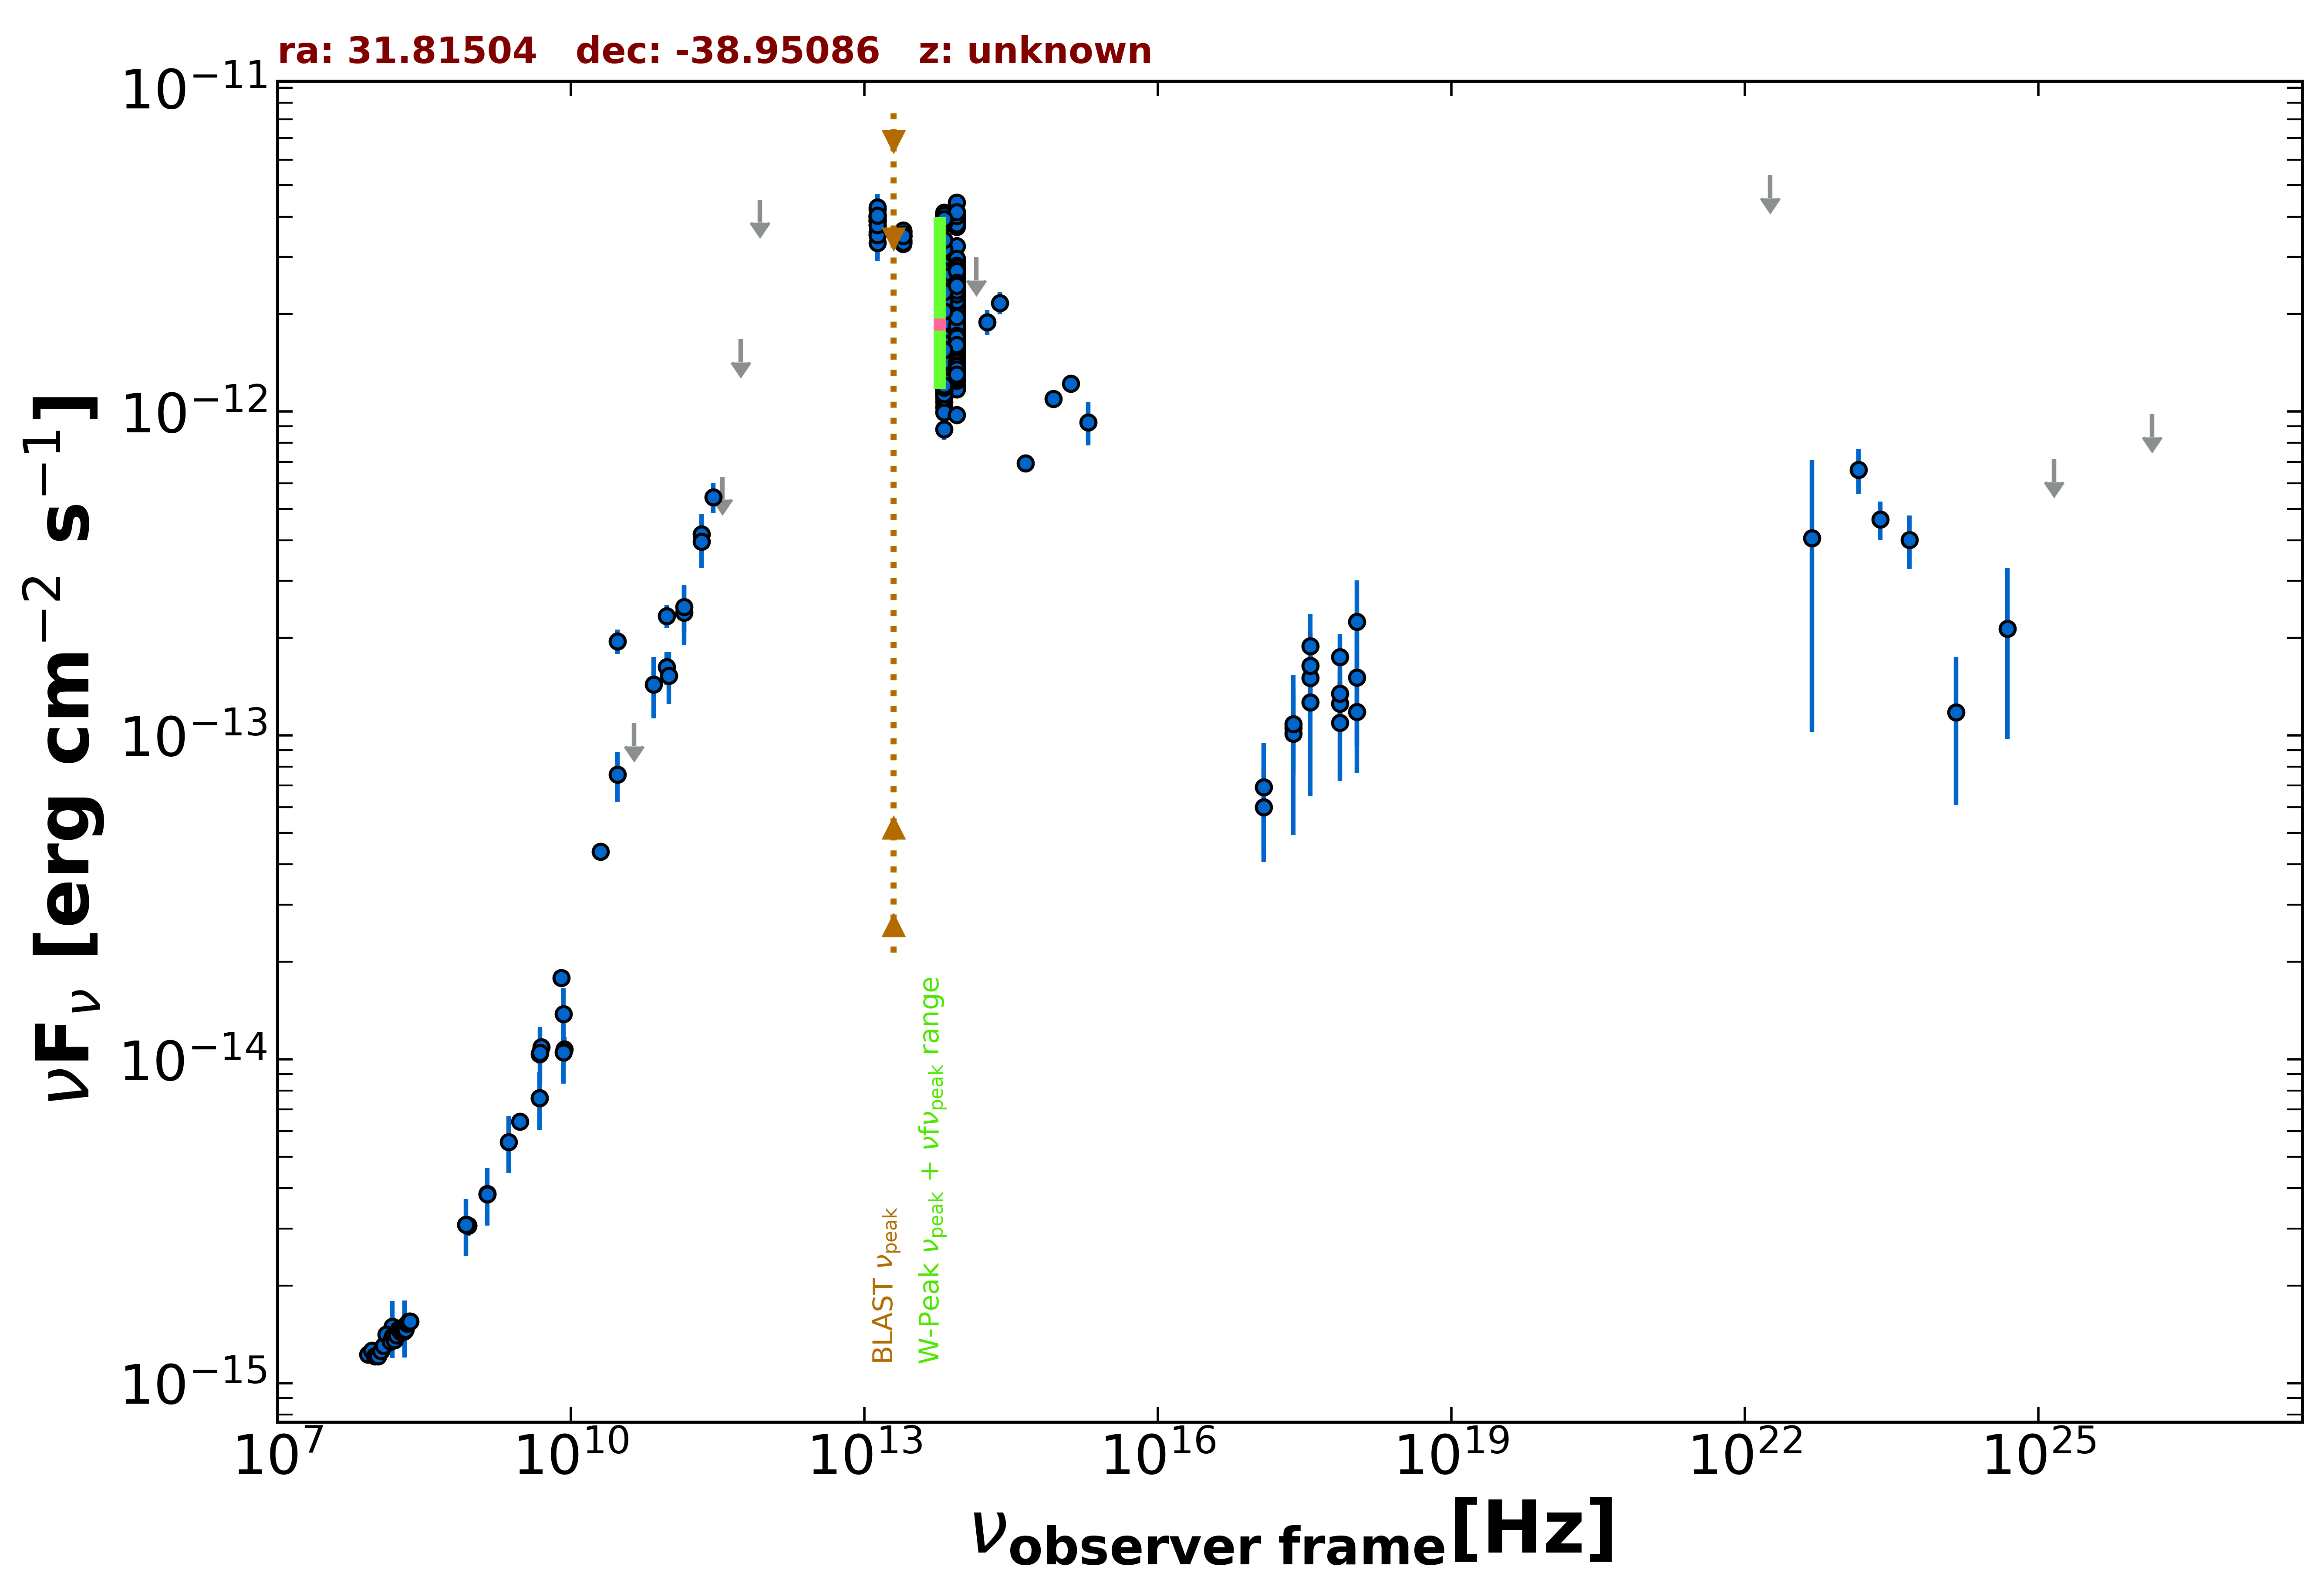 ra: 31.81504 dec: -38.95086 z: unknown
νFν [erg cm−2 s−1]
10−11
10−12
10−13
10−14
10−15
BLAST νpeak
W-Peak νpeak + νfνpeak range
107 1010 1013 1016 1019 1022 1025
νobserver frame[Hz]